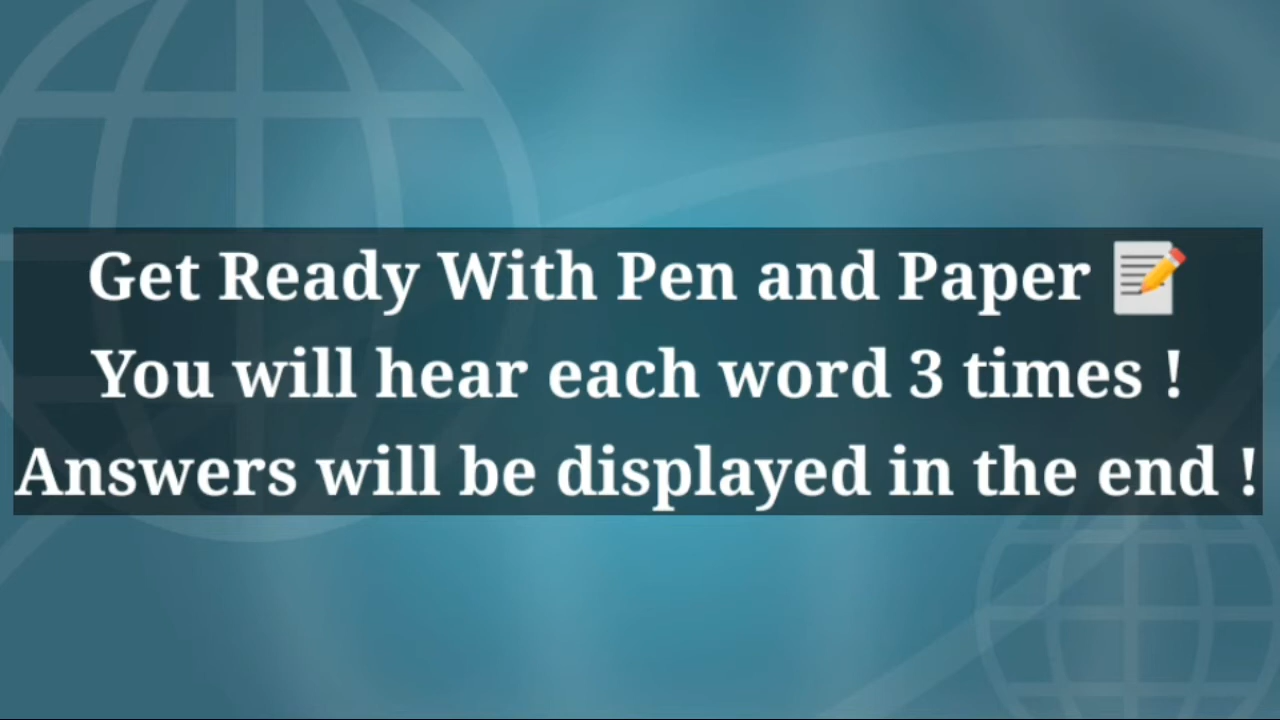 Get Ready With Pen and Paper 📝
You will hear each word 3 times !
Answers will be displayed in the end !